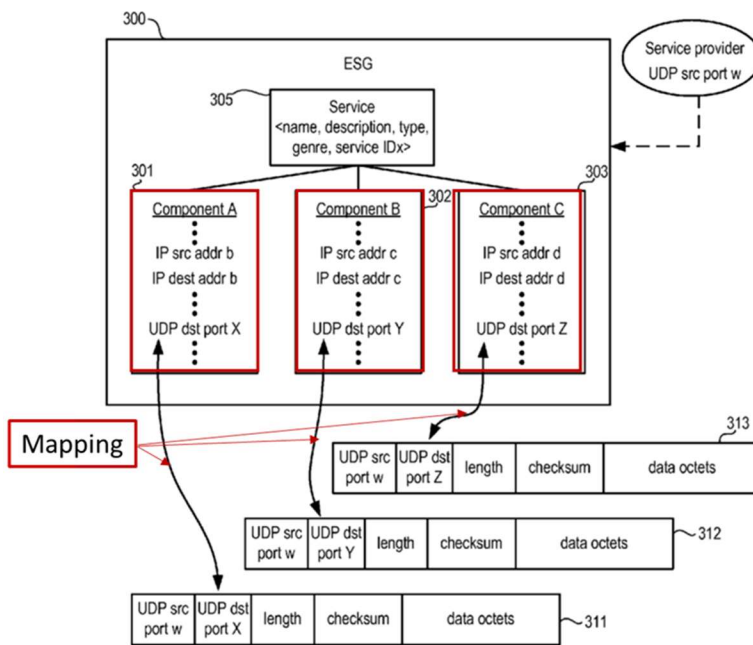 300
ESG
Service provider
UDP src port w
305
Service
<name, description, type,
genre, service IDx>
301
302
303
Component A
IP src addr b
IP dest addr b
UDP dst port X
Component B
IP src addr c
IP dest addr c
UDP dst port Y
Component C
IP src addr d
IP dest addr d
UDP dst port Z
Mapping
313
UDP src
port w
UDP dst
port Z
length
checksum
data octets
312
UDP src
port w
UDP dst
port Y
length
checksum
data octets
311
UDP src
port w
UDP dst
port X
length
checksum
data octets